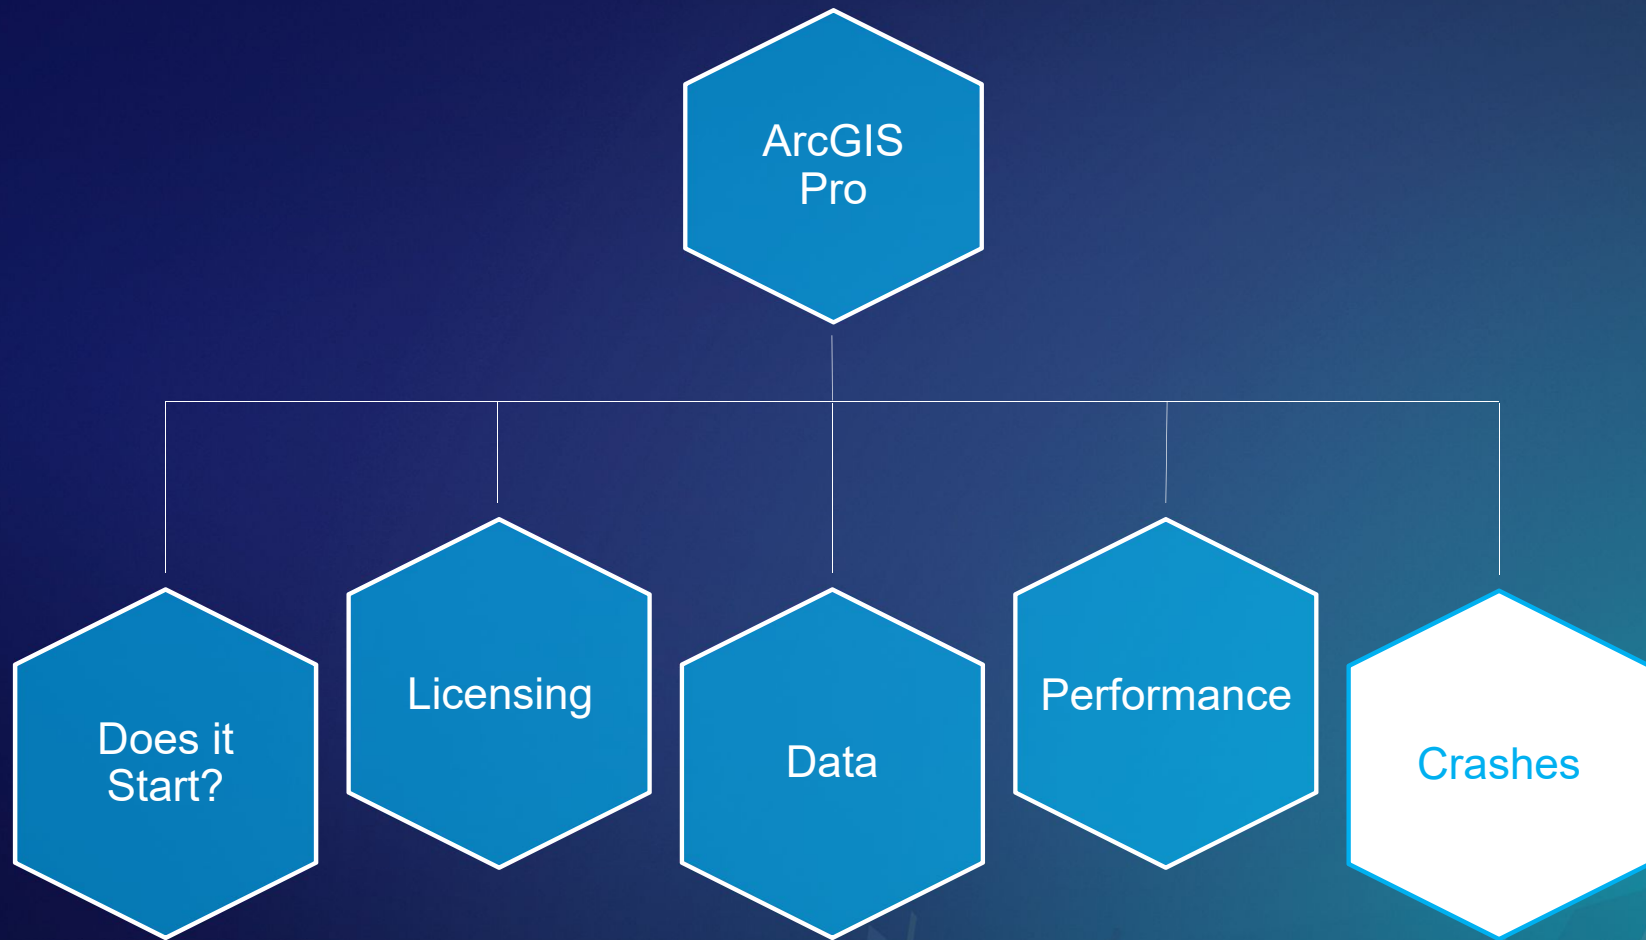 ArcGIS
Pro
Does it
Start?
Licensing
Data
Performance
Crashes